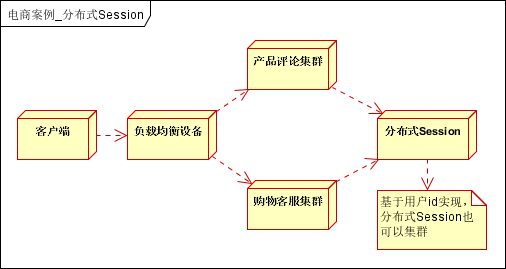 电商案例_分布式Session
产品评论集群
客户端
负载均衡设备
分布式Session
购物客服集群
基于用户id实现，
分布式Session也
可以集群